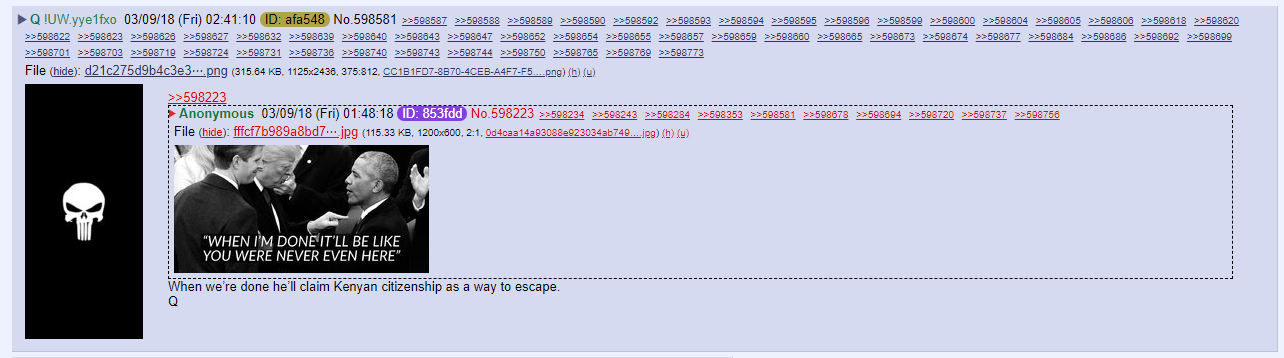 ▶ Q !UW.yye1fxo 03/09/18 (Fri) 02:41:10 ID: afa548 No.598581 >>598587 >>598588 >>598589 >>598590 >>598592 >>598593 >>598594 >>598595 >>598596 >>598599 >>598600 >>598604 >>598605 >>598606 >>598618 >>598620
>>598622 >>598623 >>598626 >>598627 >>598632 >>598639 >>598640 >>598643 >>598647 >>598652 >>598654 >>598655 >>598657 >>598659 >>598660 >>598665 >>598673 >>598674 >>598677 >>598684 >>598686 >>598692 >>598699
>>598701 >>598703 >>598719 >>598724 >>598731 >>598736 >>598740 >>598743 >>598744 >>598750 >>598765 >>598769 >>598773
File (hide): d21c275d9b4c3e3⋯.png (315.64 KB, 1125x2436, 375:812, CC1B1FD7-8B70-4CEB-A4F7-F5….png) (h) (u)
>>598223
▶ Anonymous 03/09/18 (Fri) 01:48:18 ID: 853fdd No.598223 >>598234 >>598243 >>598284 >>598353 >>598581 >>598678 >>598694 >>598720 >>598737 >>598756
File (hide): fffcf7b989a8bd7⋯.jpg (115.33 KB, 1200x600, 2:1, 0d4caa14a93088e923034ab749….jpg) (h) (u)
“WHEN I’M DONE IT’LL BE LIKE
YOU WERE NEVER EVEN HERE”
When we’re done he’ll claim Kenyan citizenship as a way to escape.
Q